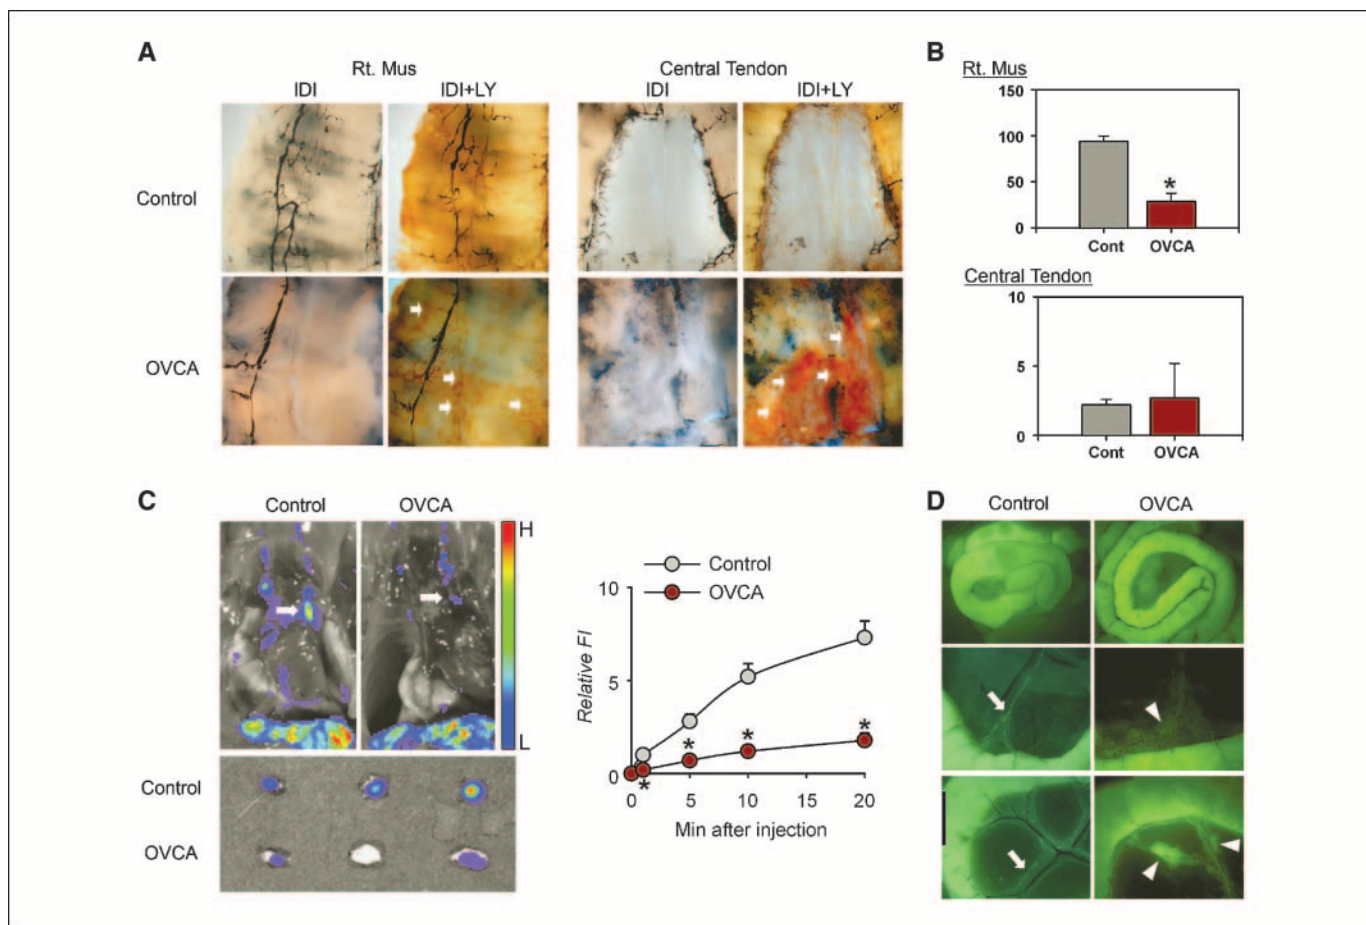 A
Rt. Mus
Central Tendon
IDI
IDI+LY
IDI
IDI+LY
Control
OVCA
B
Rt. Mus
150
100
50
0
*
Cont
OVCA
Central Tendon
10
5
0
Cont
OVCA
C
Control
OVCA
H
L
Control
OVCA
Control
OVCA
10
5
0
Relative FI
*
*
*
*
0
5
10
15
20
Min after injection
D
Control
OVCA